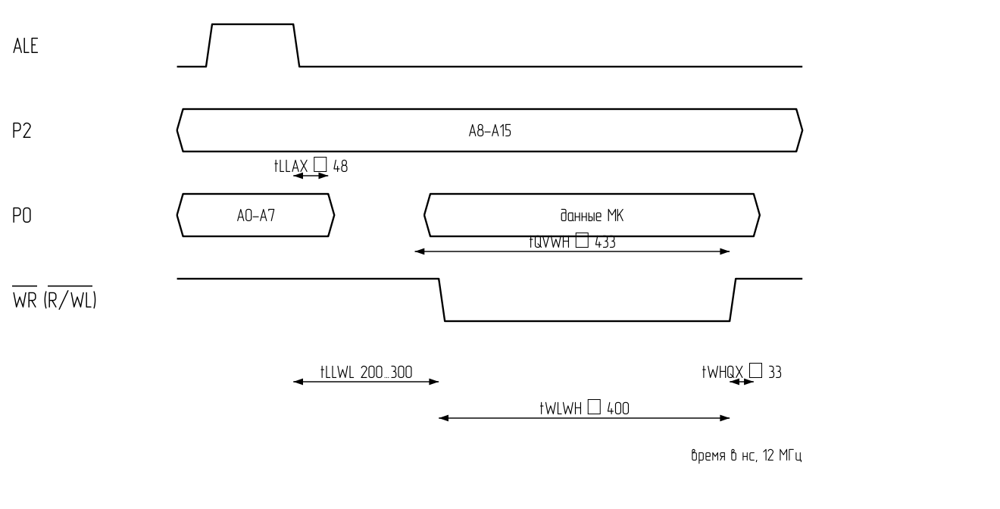 ALE
P2
A8–A15
tLLAX □ 48
P0
A0–A7
данные МК
tQVWH □ 433
WR (R/WL)
tLLWL 200…300
tWHQX □ 33
tWLWH □ 400
время в нс, 12 МГц